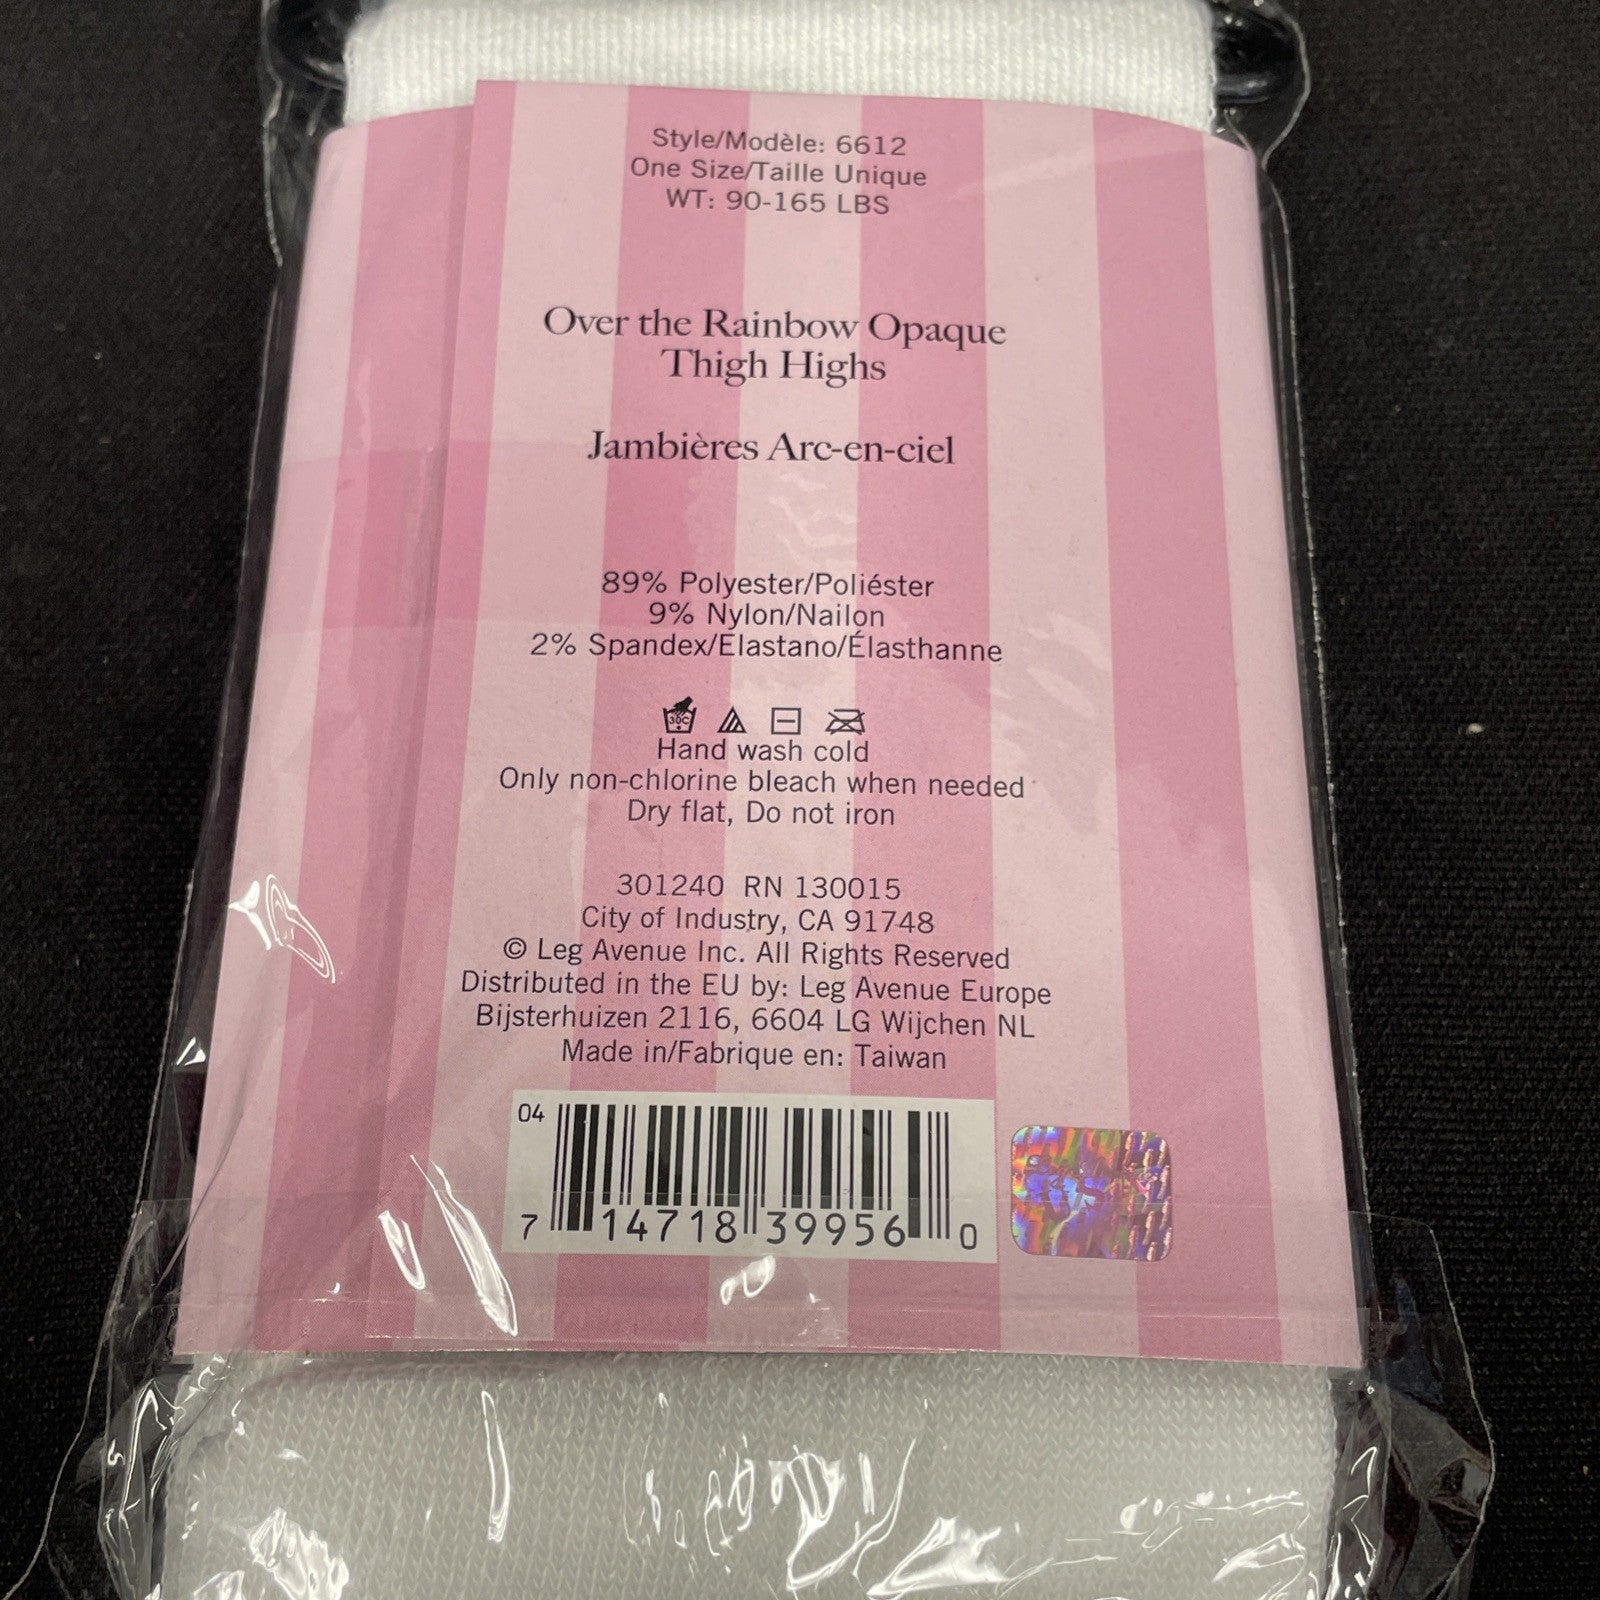 Style/Modèle: 6612
One Size/Taille Unique
WT: 90-165 LBS
Over the Rainbow Opaque
Thigh Highs
Jambières Arc-en-ciel
89% Polyester/Poliéster
9% Nylon/Nailon
2% Spandex/Elastano/Élasthanne
30C
Hand wash cold
Only non-chlorine bleach when needed
Dry flat, Do not iron
301240 RN 130015
City of Industry, CA 91748
© Leg Avenue Inc. All Rights Reserved
Distributed in the EU by: Leg Avenue Europe
Bijsterhuizen 2116, 6604 LG Wijchen NL
Made in/Fabrique en: Taiwan
04
7 14718 39956 0